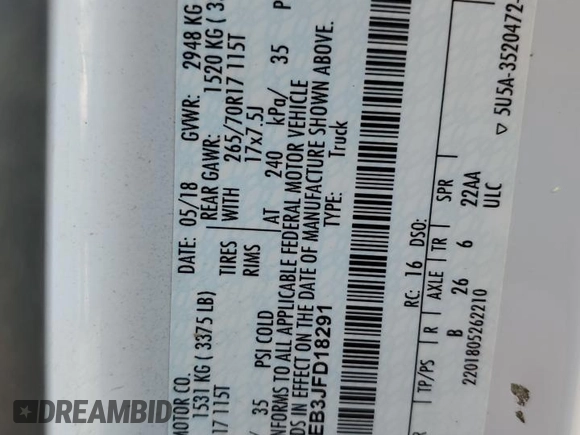 MOTOR CO.
DATE: 05/18 GVWR: 2948 KG
1531 KG ( 3375 LB) REAR GAWR: 1520 KG (
17 115T TIRES WITH 265/70R17 115T
RIMS 17x7.5J
/ 35 PSI COLD AT 240 kPa/ 35 P
NFORMS TO ALL APPLICABLE FEDERAL MOTOR VEHICLE
DS IN EFFECT ON THE DATE OF MANUFACTURE SHOWN ABOVE.
EB3JFD18291 TYPE: Truck
RC: 16 DSO:
R TP/PS R AXLE TR SPR
B 26 6 22AA
2201805262210 ULC
▽ 5U5A-3520472-
RIDEAMBID